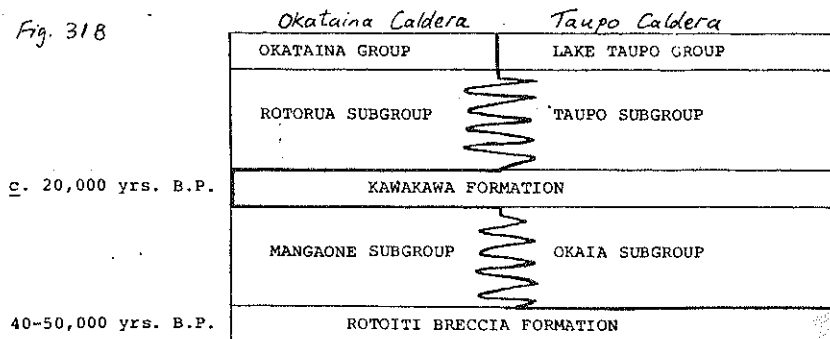 Fig. 31B
Okataina Caldera Taupo Caldera
OKATAINA GROUP LAKE TAUPO GROUP
ROTORUA SUBGROUP TAUPO SUBGROUP
c. 20,000 yrs. B.P. KAWAKAWA FORMATION
MANGAONE SUBGROUP OKAIA SUBGROUP
40-50,000 yrs. B.P. ROTOITI BRECCIA FORMATION